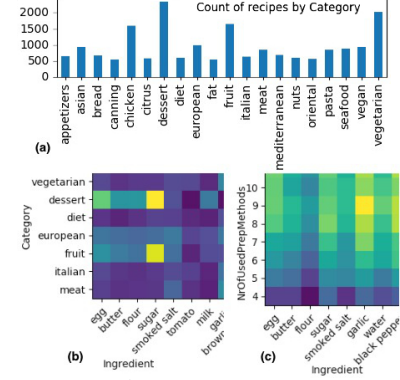 Count of recipes by Category
2000
1500
1000
500
0
appetizers
asian
bread
canning
chicken
citrus
dessert
diet
european
fat
fruit
italian
meat
mediterranean
nuts
oriental
pasta
seafood
vegan
vegetarian
(a)
Category
vegetarian
dessert
diet
european
fruit
italian
meat
egg
butter
flour
sugar
smoked salt
tomato
milk
(b)
Ingredient
NrOfUsedPrepMethods
10
9
8
7
6
5
4
egg
butter
flour
sugar
smoked salt
garlic
water
black peppe
(c)
Ingredient